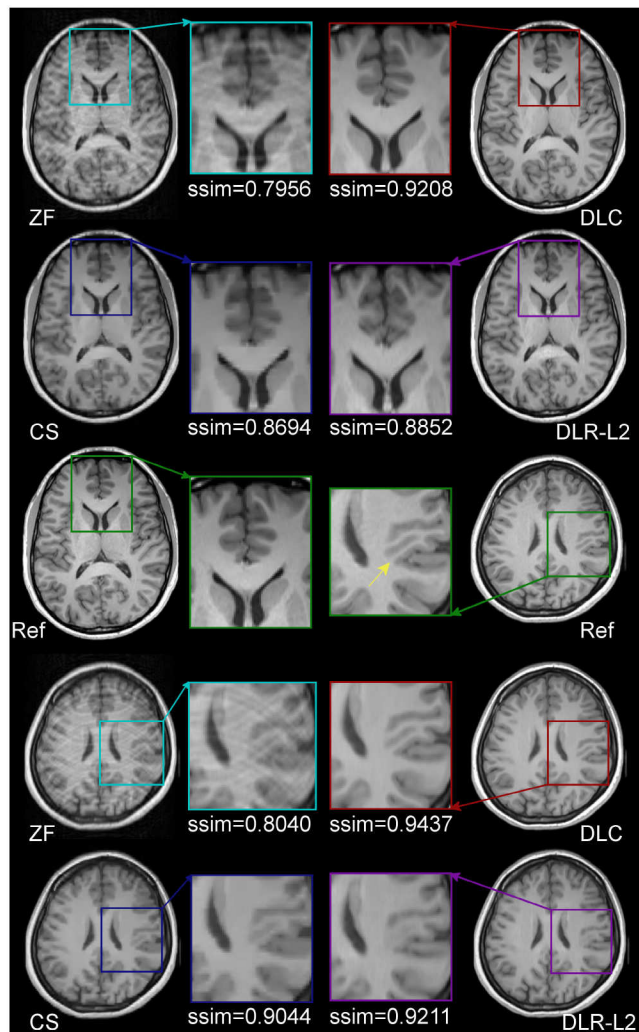 ssim=0.7956 ssim=0.9208
ZF DLC
ssim=0.8694 ssim=0.8852
CS DLR-L2
Ref Ref
ssim=0.8040 ssim=0.9437
ZF DLC
ssim=0.9044 ssim=0.9211
CS DLR-L2